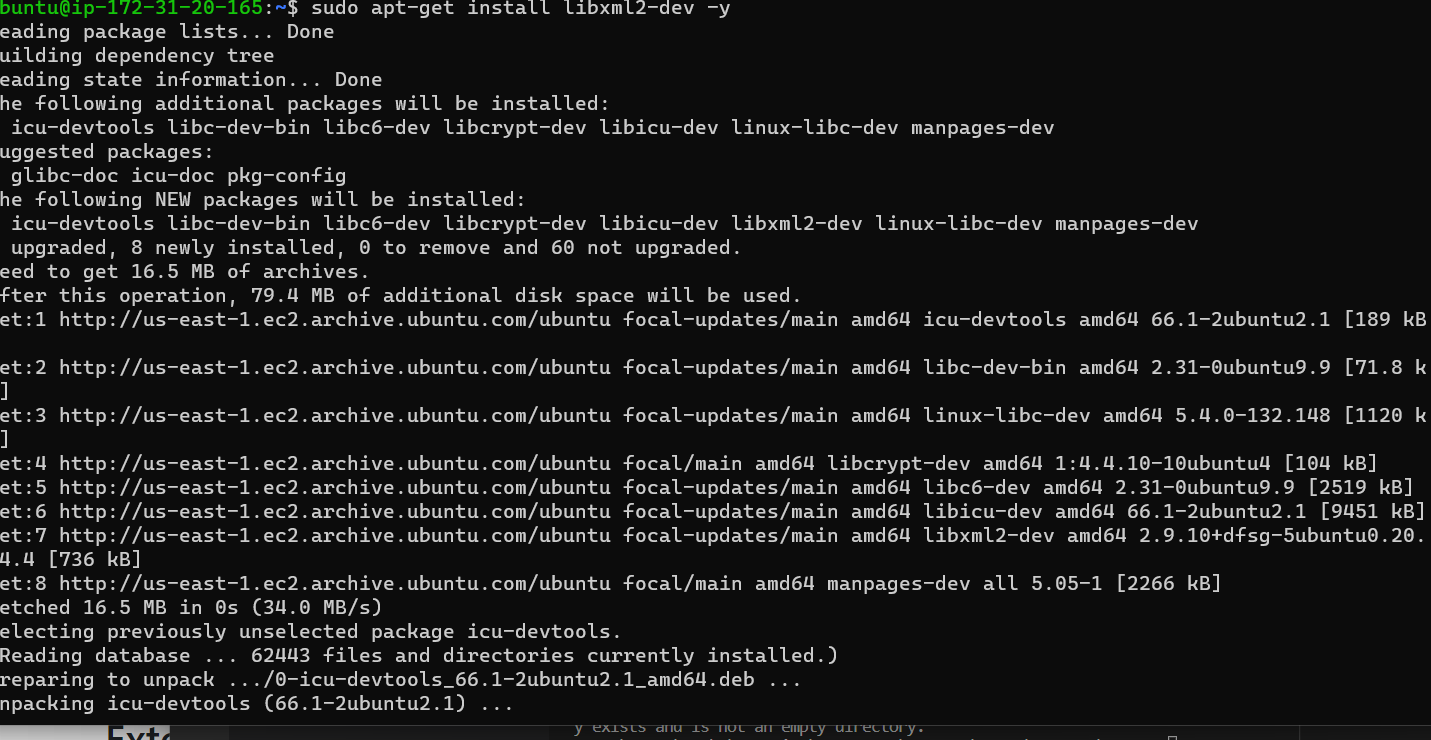 buntu@ip-172-31-20-165:~$ sudo apt-get install libxml2-dev -y
eading package lists... Done
uilding dependency tree
eading state information... Done
he following additional packages will be installed:
 icu-devtools libc-dev-bin libc6-dev libcrypt-dev libicu-dev linux-libc-dev manpages-dev
uggested packages:
 glibc-doc icu-doc pkg-config
he following NEW packages will be installed:
 icu-devtools libc-dev-bin libc6-dev libcrypt-dev libicu-dev libxml2-dev linux-libc-dev manpages-dev
 upgraded, 8 newly installed, 0 to remove and 60 not upgraded.
eed to get 16.5 MB of archives.
fter this operation, 79.4 MB of additional disk space will be used.
et:1 http://us-east-1.ec2.archive.ubuntu.com/ubuntu focal-updates/main amd64 icu-devtools amd64 66.1-2ubuntu2.1 [189 kB
et:2 http://us-east-1.ec2.archive.ubuntu.com/ubuntu focal-updates/main amd64 libc-dev-bin amd64 2.31-0ubuntu9.9 [71.8 k
]
et:3 http://us-east-1.ec2.archive.ubuntu.com/ubuntu focal-updates/main amd64 linux-libc-dev amd64 5.4.0-132.148 [1120 k
]
et:4 http://us-east-1.ec2.archive.ubuntu.com/ubuntu focal/main amd64 libcrypt-dev amd64 1:4.4.10-10ubuntu4 [104 kB]
et:5 http://us-east-1.ec2.archive.ubuntu.com/ubuntu focal-updates/main amd64 libc6-dev amd64 2.31-0ubuntu9.9 [2519 kB]
et:6 http://us-east-1.ec2.archive.ubuntu.com/ubuntu focal-updates/main amd64 libicu-dev amd64 66.1-2ubuntu2.1 [9451 kB]
et:7 http://us-east-1.ec2.archive.ubuntu.com/ubuntu focal-updates/main amd64 libxml2-dev amd64 2.9.10+dfsg-5ubuntu0.20.
4.4 [736 kB]
et:8 http://us-east-1.ec2.archive.ubuntu.com/ubuntu focal/main amd64 manpages-dev all 5.05-1 [2266 kB]
etched 16.5 MB in 0s (34.0 MB/s)
electing previously unselected package icu-devtools.
Reading database ... 62443 files and directories currently installed.)
reparing to unpack .../0-icu-devtools_66.1-2ubuntu2.1_amd64.deb ...
npacking icu-devtools (66.1-2ubuntu2.1) ...
y exists and is not an empty directory.